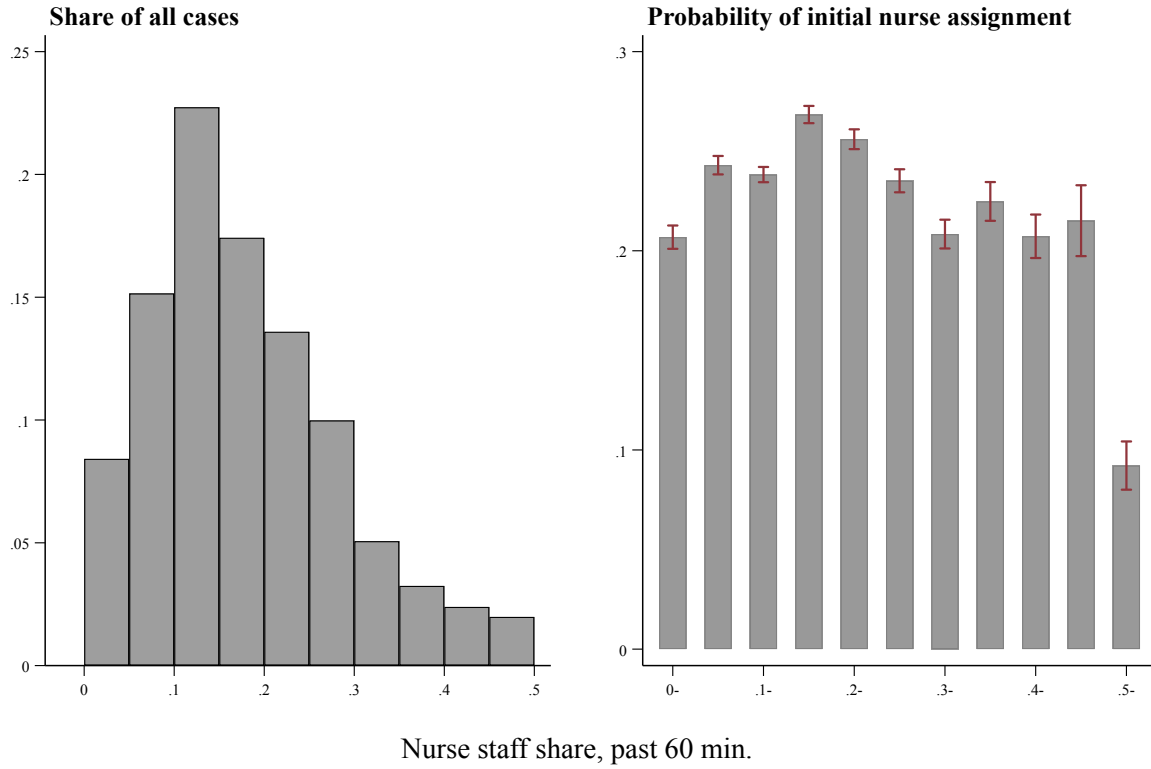 Share of all cases
.25
.2
.15
.1
.05
0
0 .1 .2 .3 .4 .5
Probability of initial nurse assignment
.3
.2
.1
0
0- .1- .2- .3- .4- .5-
Nurse staff share, past 60 min.